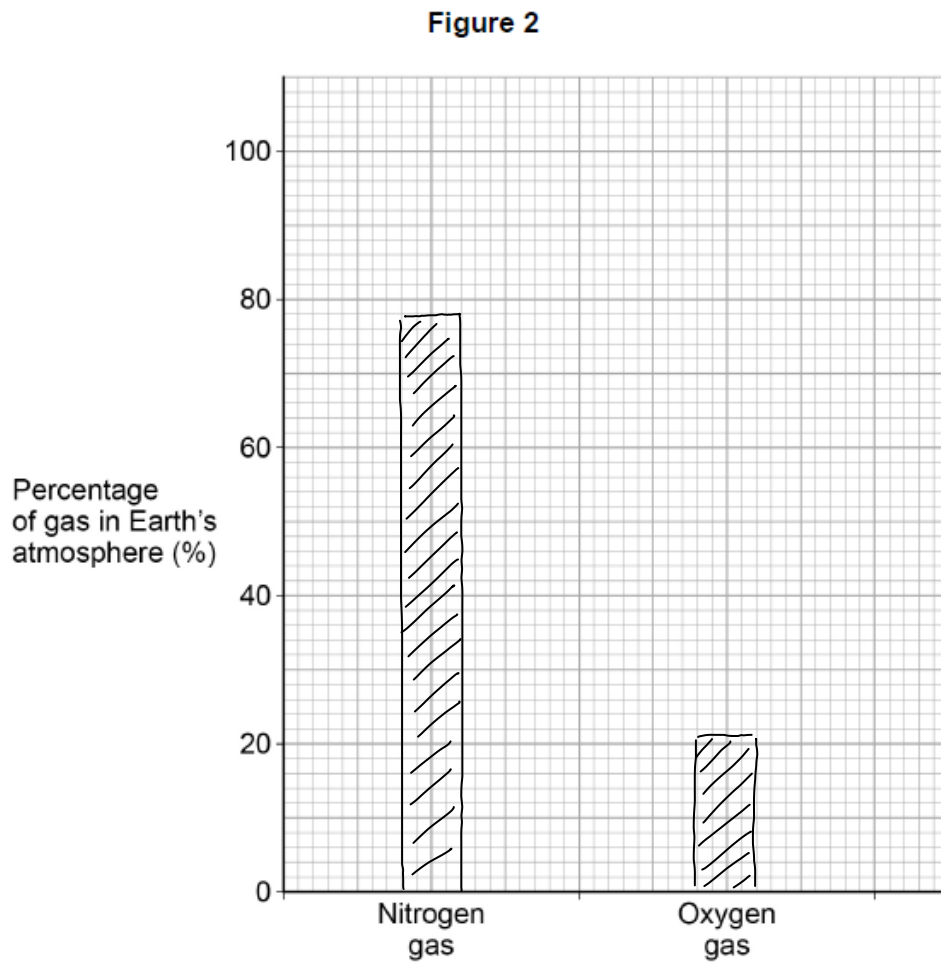 Figure 2
100
80
60
Percentage
of gas in Earth's
atmosphere (%)
40
20
0
Nitrogen
gas
Oxygen
gas